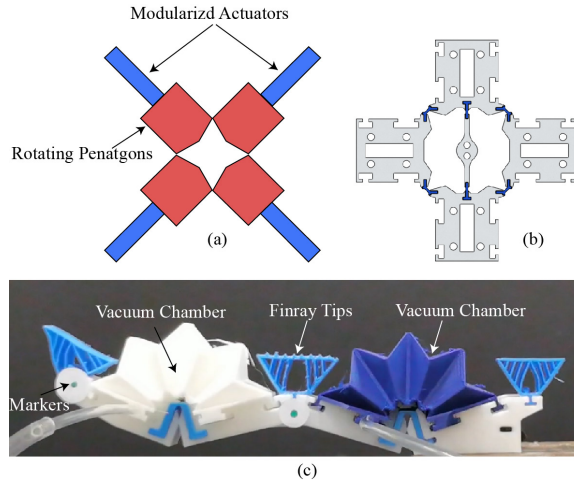 Modularizd Actuators
Rotating Penatgons
(a)
(b)
Vacuum Chamber
Finray Tips
Vacuum Chamber
Markers
(c)